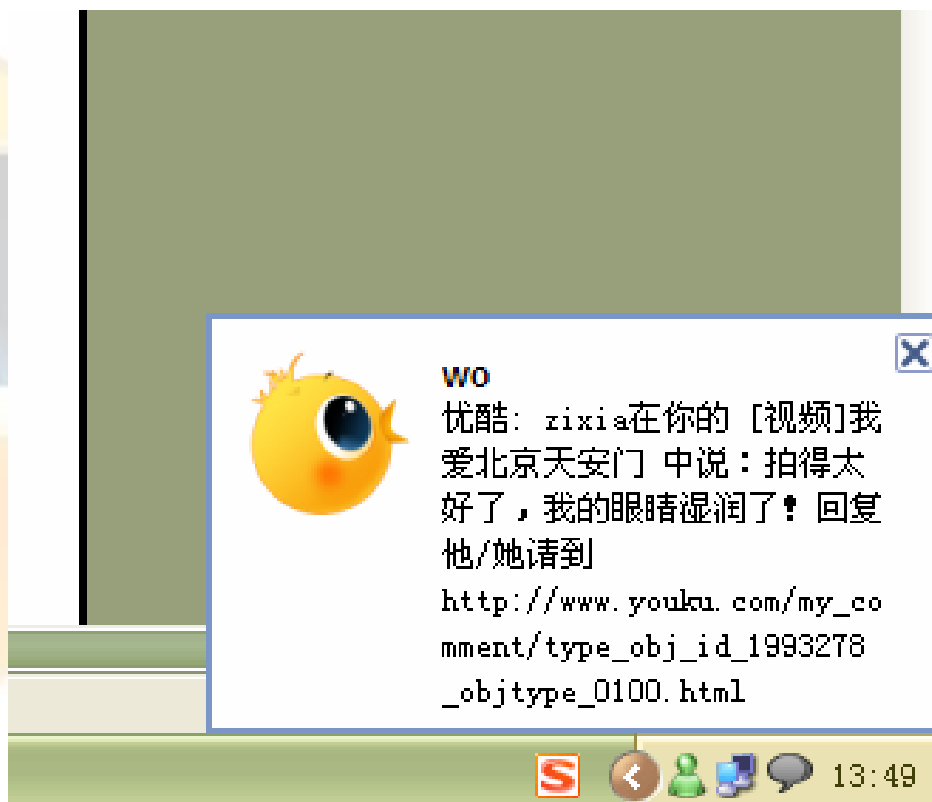 wo
优酷: zixia在你的 [视频]我
爱北京天安门 中说：拍得太
好了，我的眼睛湿润了！回复
他/她请到
http://www.youku.com/my_co
mment/type_obj_id_1993278
_objtype_0100.html
S
13:49